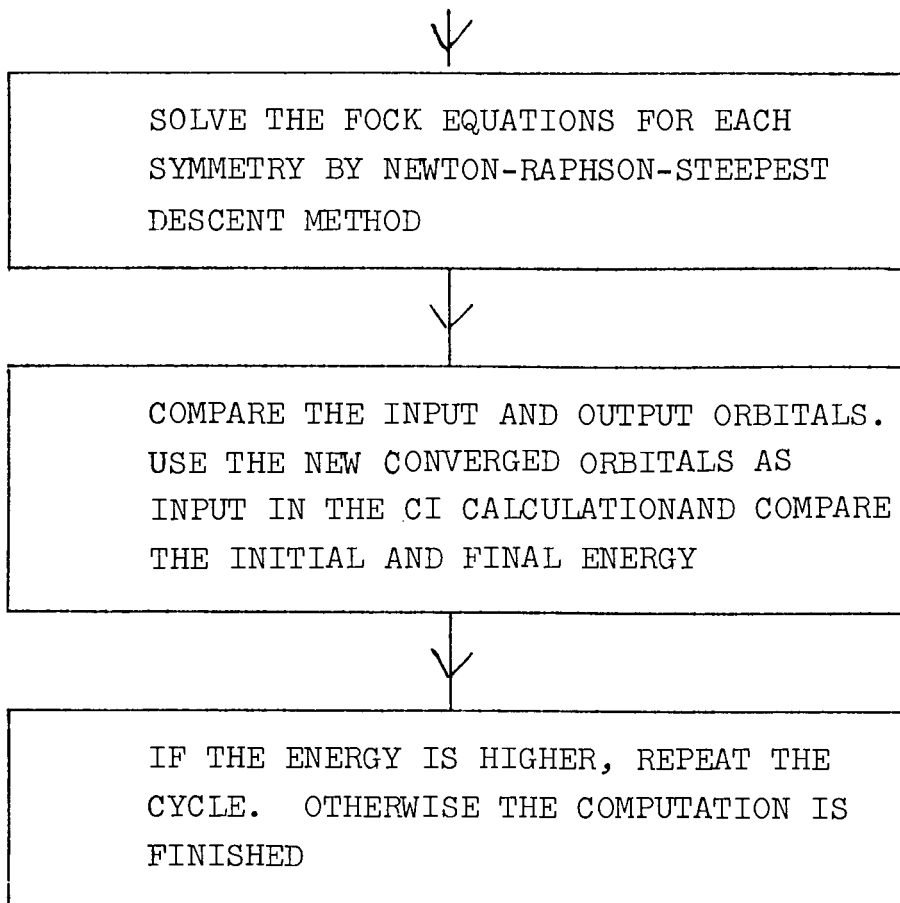 SOLVE THE FOCK EQUATIONS FOR EACH
SYMMETRY BY NEWTON-RAPHSON-STEEPEST
DESCENT METHOD
COMPARE THE INPUT AND OUTPUT ORBITALS.
USE THE NEW CONVERGED ORBITALS AS
INPUT IN THE CI CALCULATIONAND COMPARE
THE INITIAL AND FINAL ENERGY
IF THE ENERGY IS HIGHER, REPEAT THE
CYCLE. OTHERWISE THE COMPUTATION IS
FINISHED